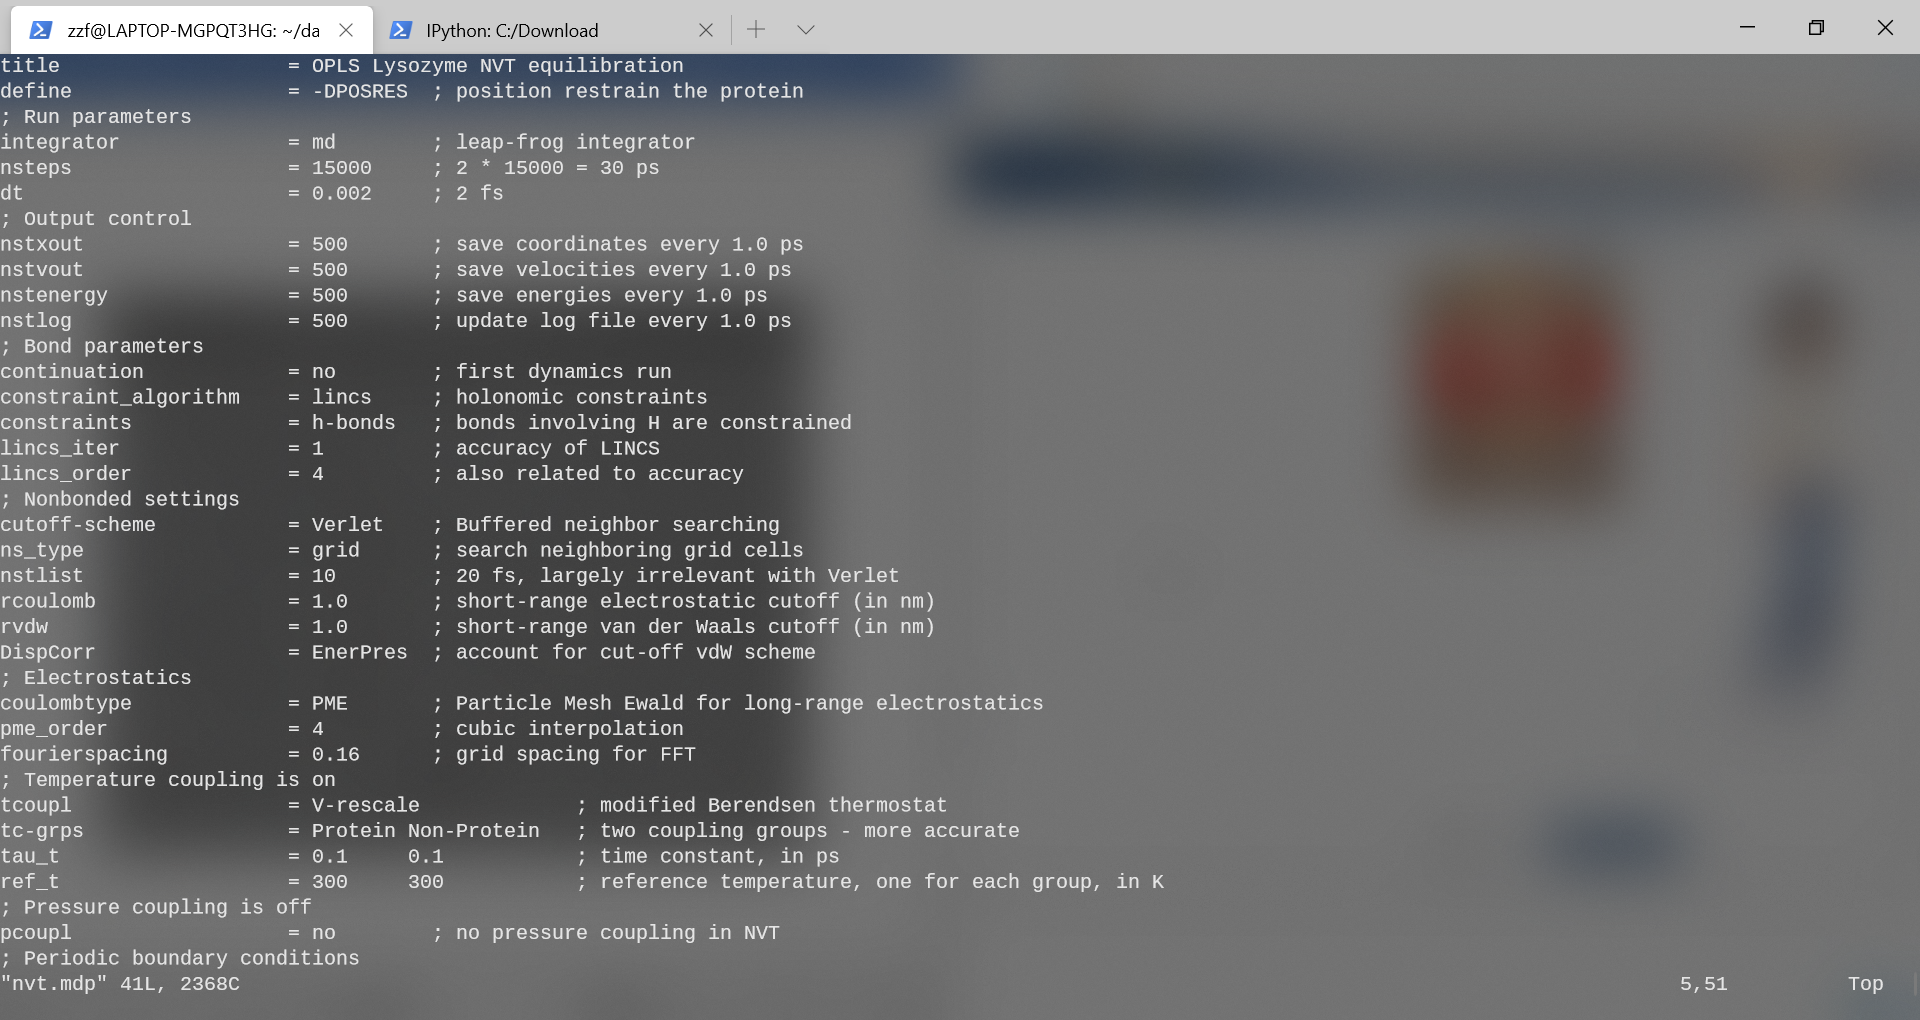 zzf@LAPTOP-MGPQT3HG: ~/da
IPython: C:/Download
title = OPLS Lysozyme NVT equilibration
define = -DPOSRES ; position restrain the protein
; Run parameters
integrator = md ; leap-frog integrator
nsteps = 15000 ; 2 * 15000 = 30 ps
dt = 0.002 ; 2 fs
; Output control
nstxout = 500 ; save coordinates every 1.0 ps
nstvout = 500 ; save velocities every 1.0 ps
nstenergy = 500 ; save energies every 1.0 ps
nstlog = 500 ; update log file every 1.0 ps
; Bond parameters
continuation = no ; first dynamics run
constraint_algorithm = lincs ; holonomic constraints
constraints = h-bonds ; bonds involving H are constrained
lincs_iter = 1 ; accuracy of LINCS
lincs_order = 4 ; also related to accuracy
; Nonbonded settings
cutoff-scheme = Verlet ; Buffered neighbor searching
ns_type = grid ; search neighboring grid cells
nstlist = 10 ; 20 fs, largely irrelevant with Verlet
rcoulomb = 1.0 ; short-range electrostatic cutoff (in nm)
rvdw = 1.0 ; short-range van der Waals cutoff (in nm)
DispCorr = EnerPres ; account for cut-off vdW scheme
; Electrostatics
coulombtype = PME ; Particle Mesh Ewald for long-range electrostatics
pme_order = 4 ; cubic interpolation
fourierspacing = 0.16 ; grid spacing for FFT
; Temperature coupling is on
tcoupl = V-rescale ; modified Berendsen thermostat
tc-grps = Protein Non-Protein ; two coupling groups - more accurate
tau_t = 0.1 0.1 ; time constant, in ps
ref_t = 300 300 ; reference temperature, one for each group, in K
; Pressure coupling is off
pcoupl = no ; no pressure coupling in NVT
; Periodic boundary conditions
"nvt.mdp" 41L, 2368C 5,51 Top